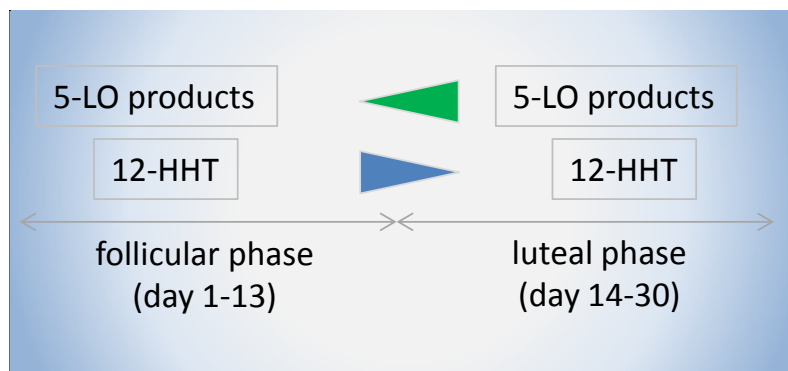 5-LO products 5-LO products
12-HHT 12-HHT
follicular phase luteal phase
(day 1-13) (day 14-30)